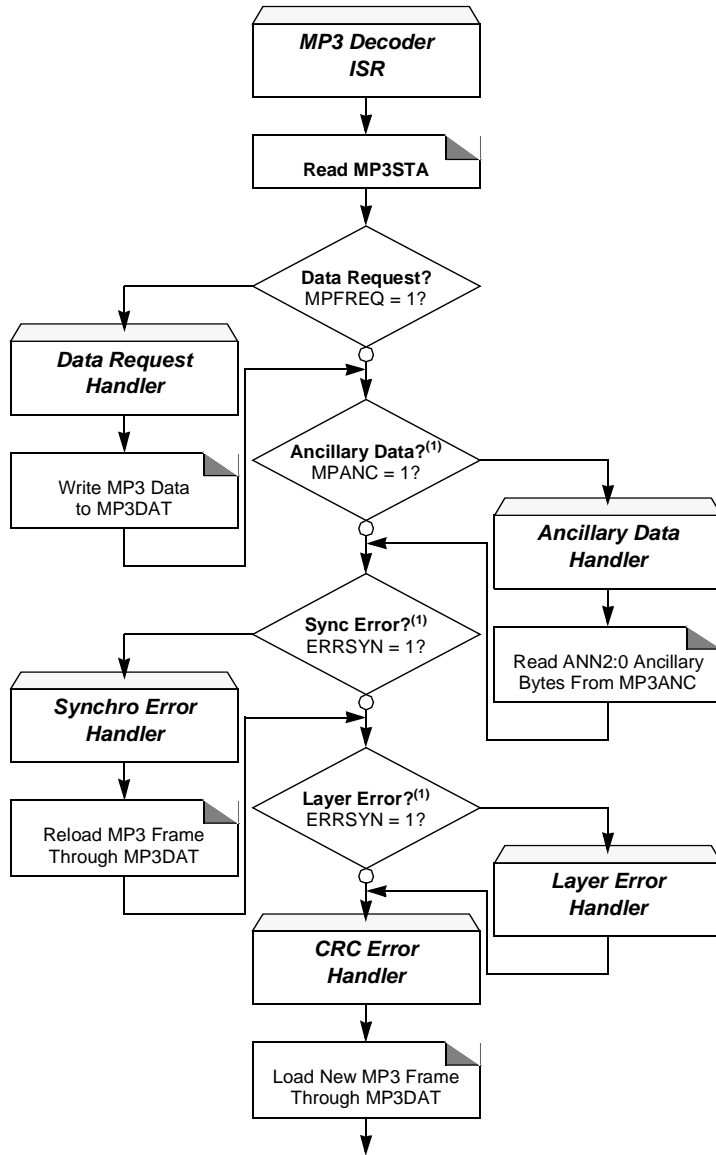 MP3 Decoder
ISR
Read MP3STA
Data Request?
MPFREQ = 1?
Data Request
Handler
Write MP3 Data
to MP3DAT
Ancillary Data?(1)
MPANC = 1?
Ancillary Data
Handler
Read ANN2:0 Ancillary
Bytes From MP3ANC
Sync Error?(1)
ERRSYN = 1?
Synchro Error
Handler
Reload MP3 Frame
Through MP3DAT
Layer Error?(1)
ERRSYN = 1?
Layer Error
Handler
CRC Error
Handler
Load New MP3 Frame
Through MP3DAT